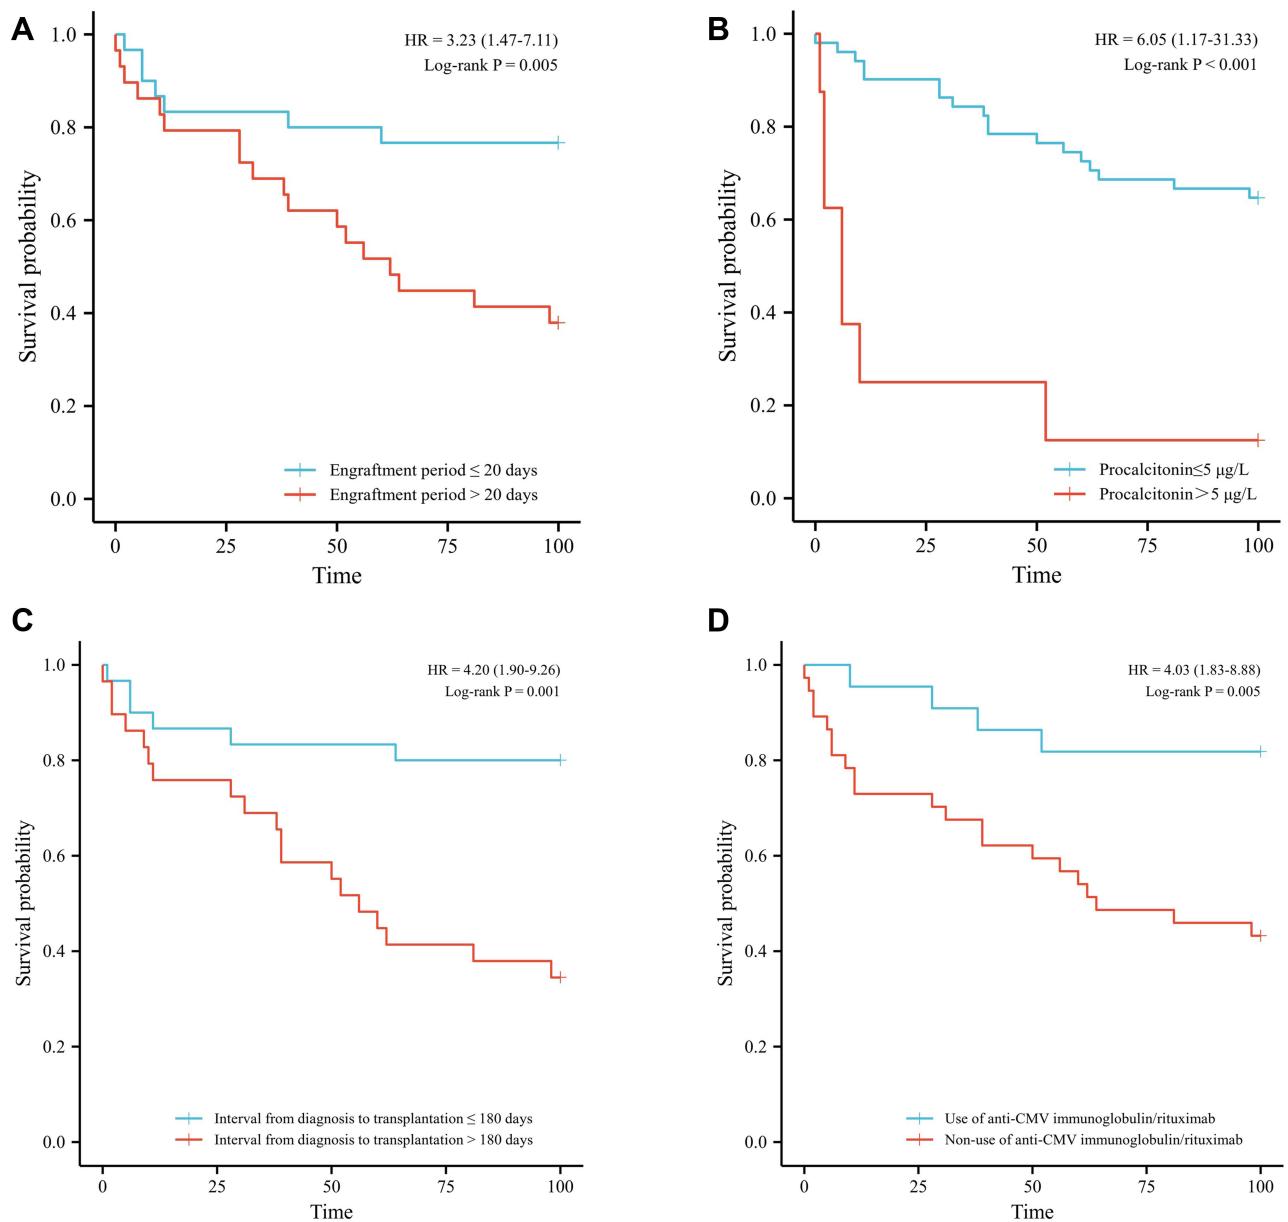 A
HR = 3.23 (1.47-7.11)
Log-rank P = 0.005
Survival probability
1.0
0.8
0.6
0.4
0.2
0.0
Engraftment period ≤ 20 days
Engraftment period > 20 days
0 25 50 75 100
Time
B
HR = 6.05 (1.17-31.33)
Log-rank P < 0.001
Survival probability
1.0
0.8
0.6
0.4
0.2
0.0
Procalcitonin≤5 μg/L
Procalcitonin＞5 μg/L
0 25 50 75 100
Time
C
HR = 4.20 (1.90-9.26)
Log-rank P = 0.001
Survival probability
1.0
0.8
0.6
0.4
0.2
0.0
Interval from diagnosis to transplantation ≤ 180 days
Interval from diagnosis to transplantation > 180 days
0 25 50 75 100
Time
D
HR = 4.03 (1.83-8.88)
Log-rank P = 0.005
Survival probability
1.0
0.8
0.6
0.4
0.2
0.0
Use of anti-CMV immunoglobulin/rituximab
Non-use of anti-CMV immunoglobulin/rituximab
0 25 50 75 100
Time